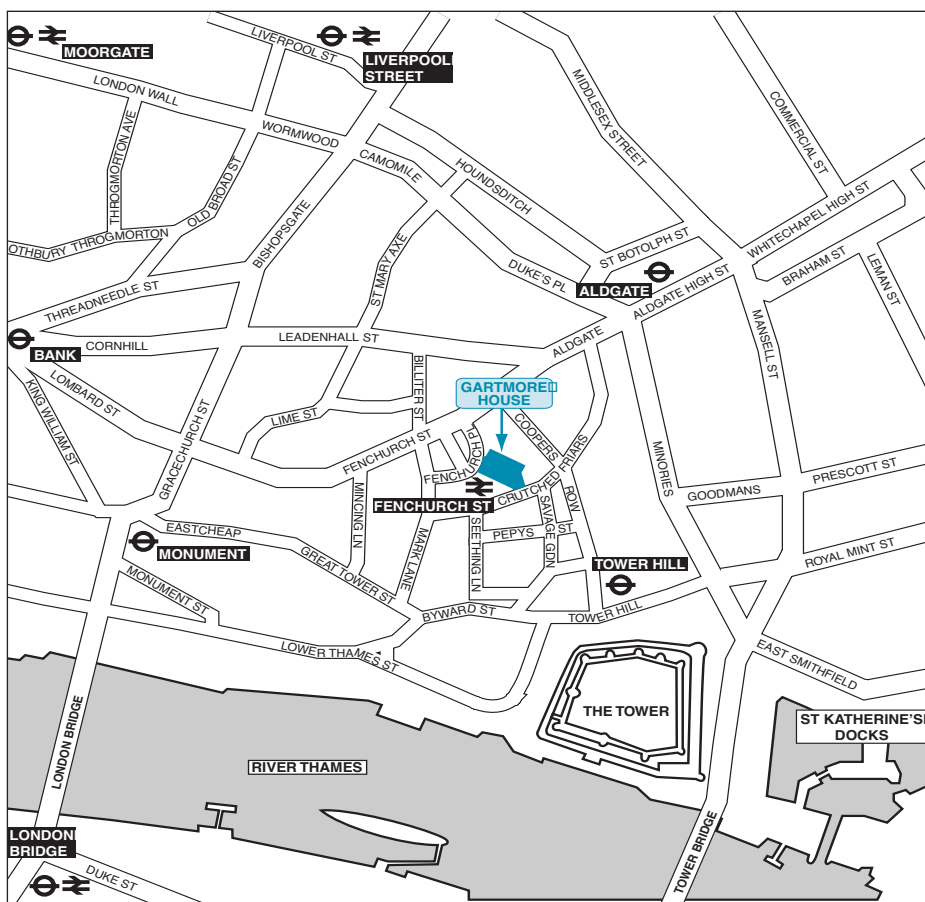 MOORGATE
LIVERPOOL ST
LIVERPOOL
STREET
LONDON WALL
WORMWOOD
CAMOMILE
HOUNDSDITCH
MIDDLESEX STREET
COMMERCIAL ST
THROGMORTON AVE
OLD BROAD ST
OTHBURY
THROGMORTON
BISHOPSGATE
ST MARY AXE
DUKE'S PL
ST BOTOLPH ST
WHITECHAPEL HIGH ST
BRAHAM ST
LEMAN ST
ALDGATE
ALDGATE HIGH ST
THREADNEEDLE ST
BANK
CORNHILL
LEADENHALL ST
ALDGATE
MANSELL ST
KING WILLIAM ST
LOMBARD ST
GRACECHURCH ST
LIME ST
BILLITER ST
GARTMORE
HOUSE
FENCHURCH ST
FENCHURCH PL
COOPERS
ROW
CRUTCHED FRIARS
MINORIES
GOODMANS
PRESCOTT ST
FENCHURCH ST
MINCING LN
MARK LANE
SEETHING LN
PEPYS ST
SAVAGE GDN
EASTCHEAP
MONUMENT
GREAT TOWER ST
TOWER HILL
ROYAL MINT ST
MONUMENT ST
BYWARD ST
TOWER HILL
LOWER THAMES ST
EAST SMITHFIELD
THE TOWER
ST KATHERINE'S
DOCKS
LONDON BRIDGE
RIVER THAMES
TOWER BRIDGE
LONDON
BRIDGE
DUKE ST